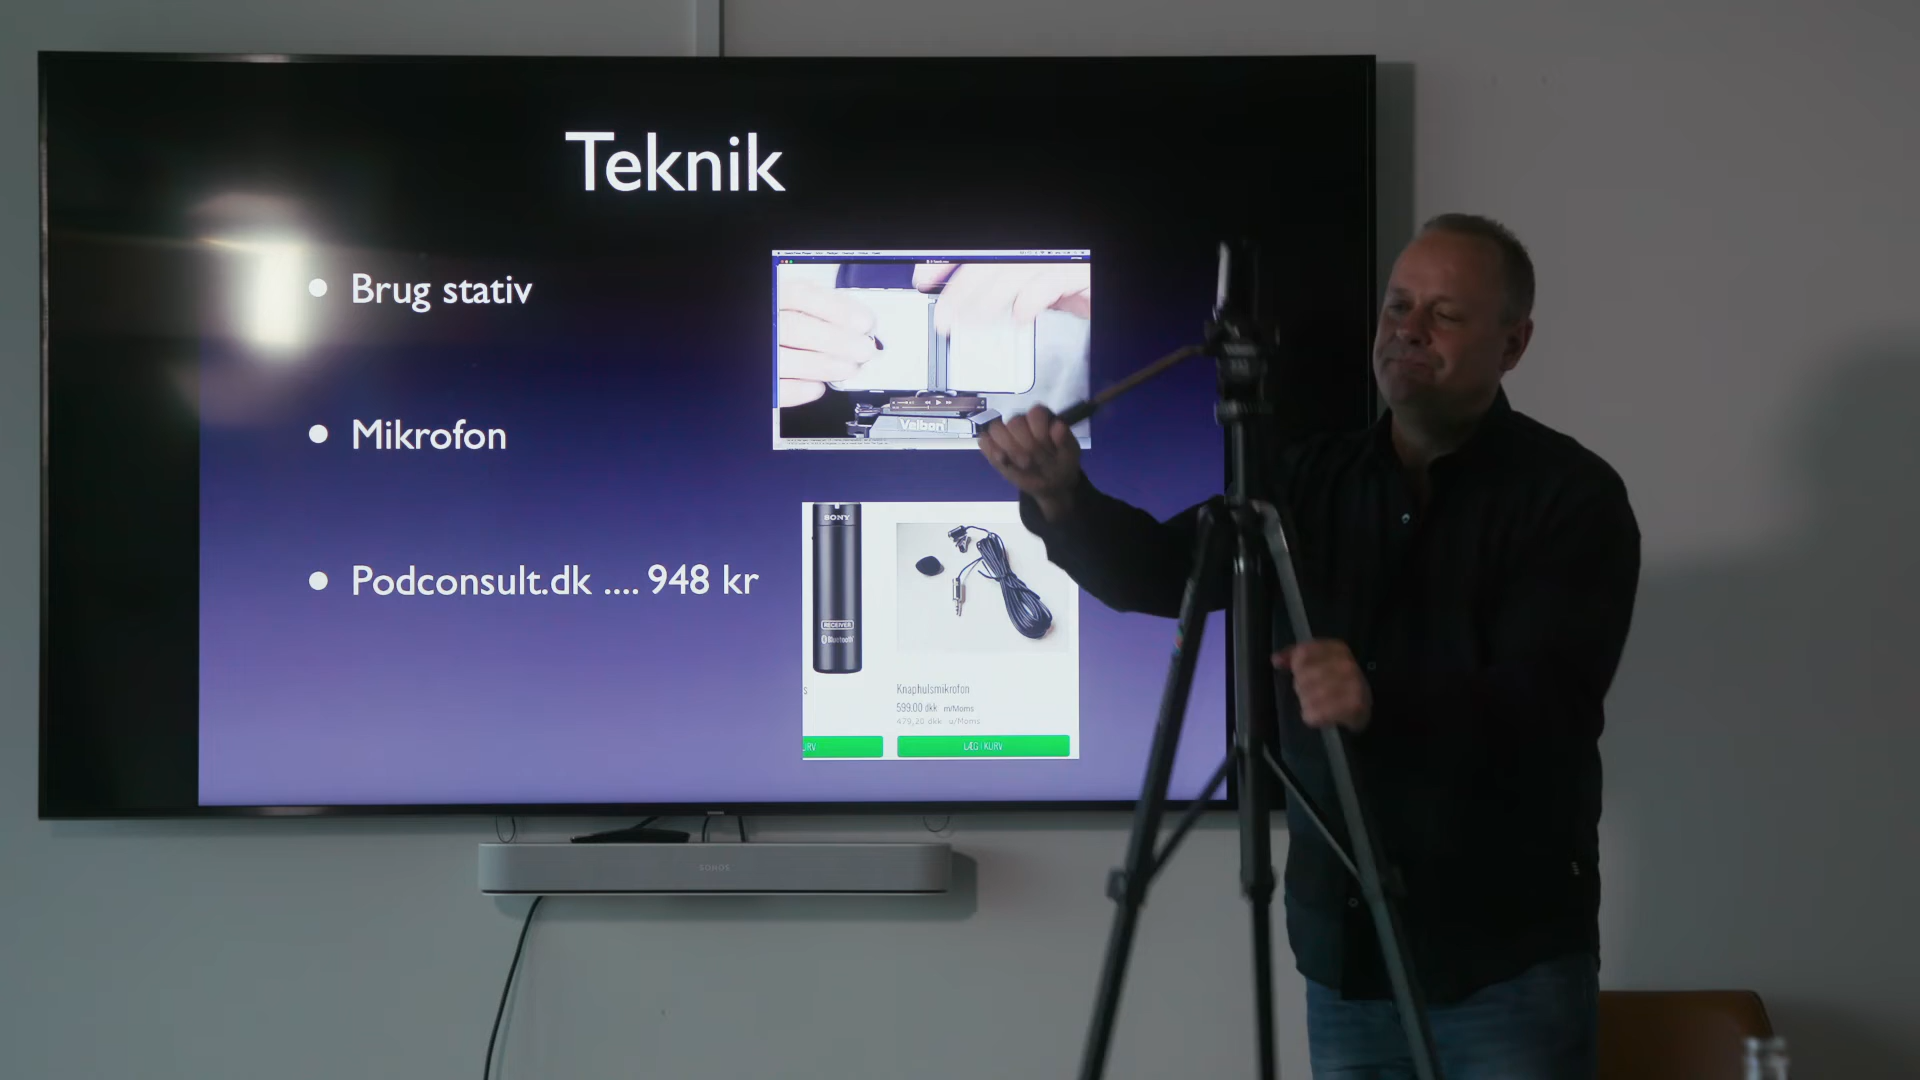 Teknik
Brug stativ
Velbon
Mikrofon
SONY
Podconsult.dk .... 948 kr
RECEIVER
Bluetooth
s
Knaphulsmikrofon
599,00 dkk m/Moms
479,20 dkk u/Moms
URV
LÆG I KURV
SONOS